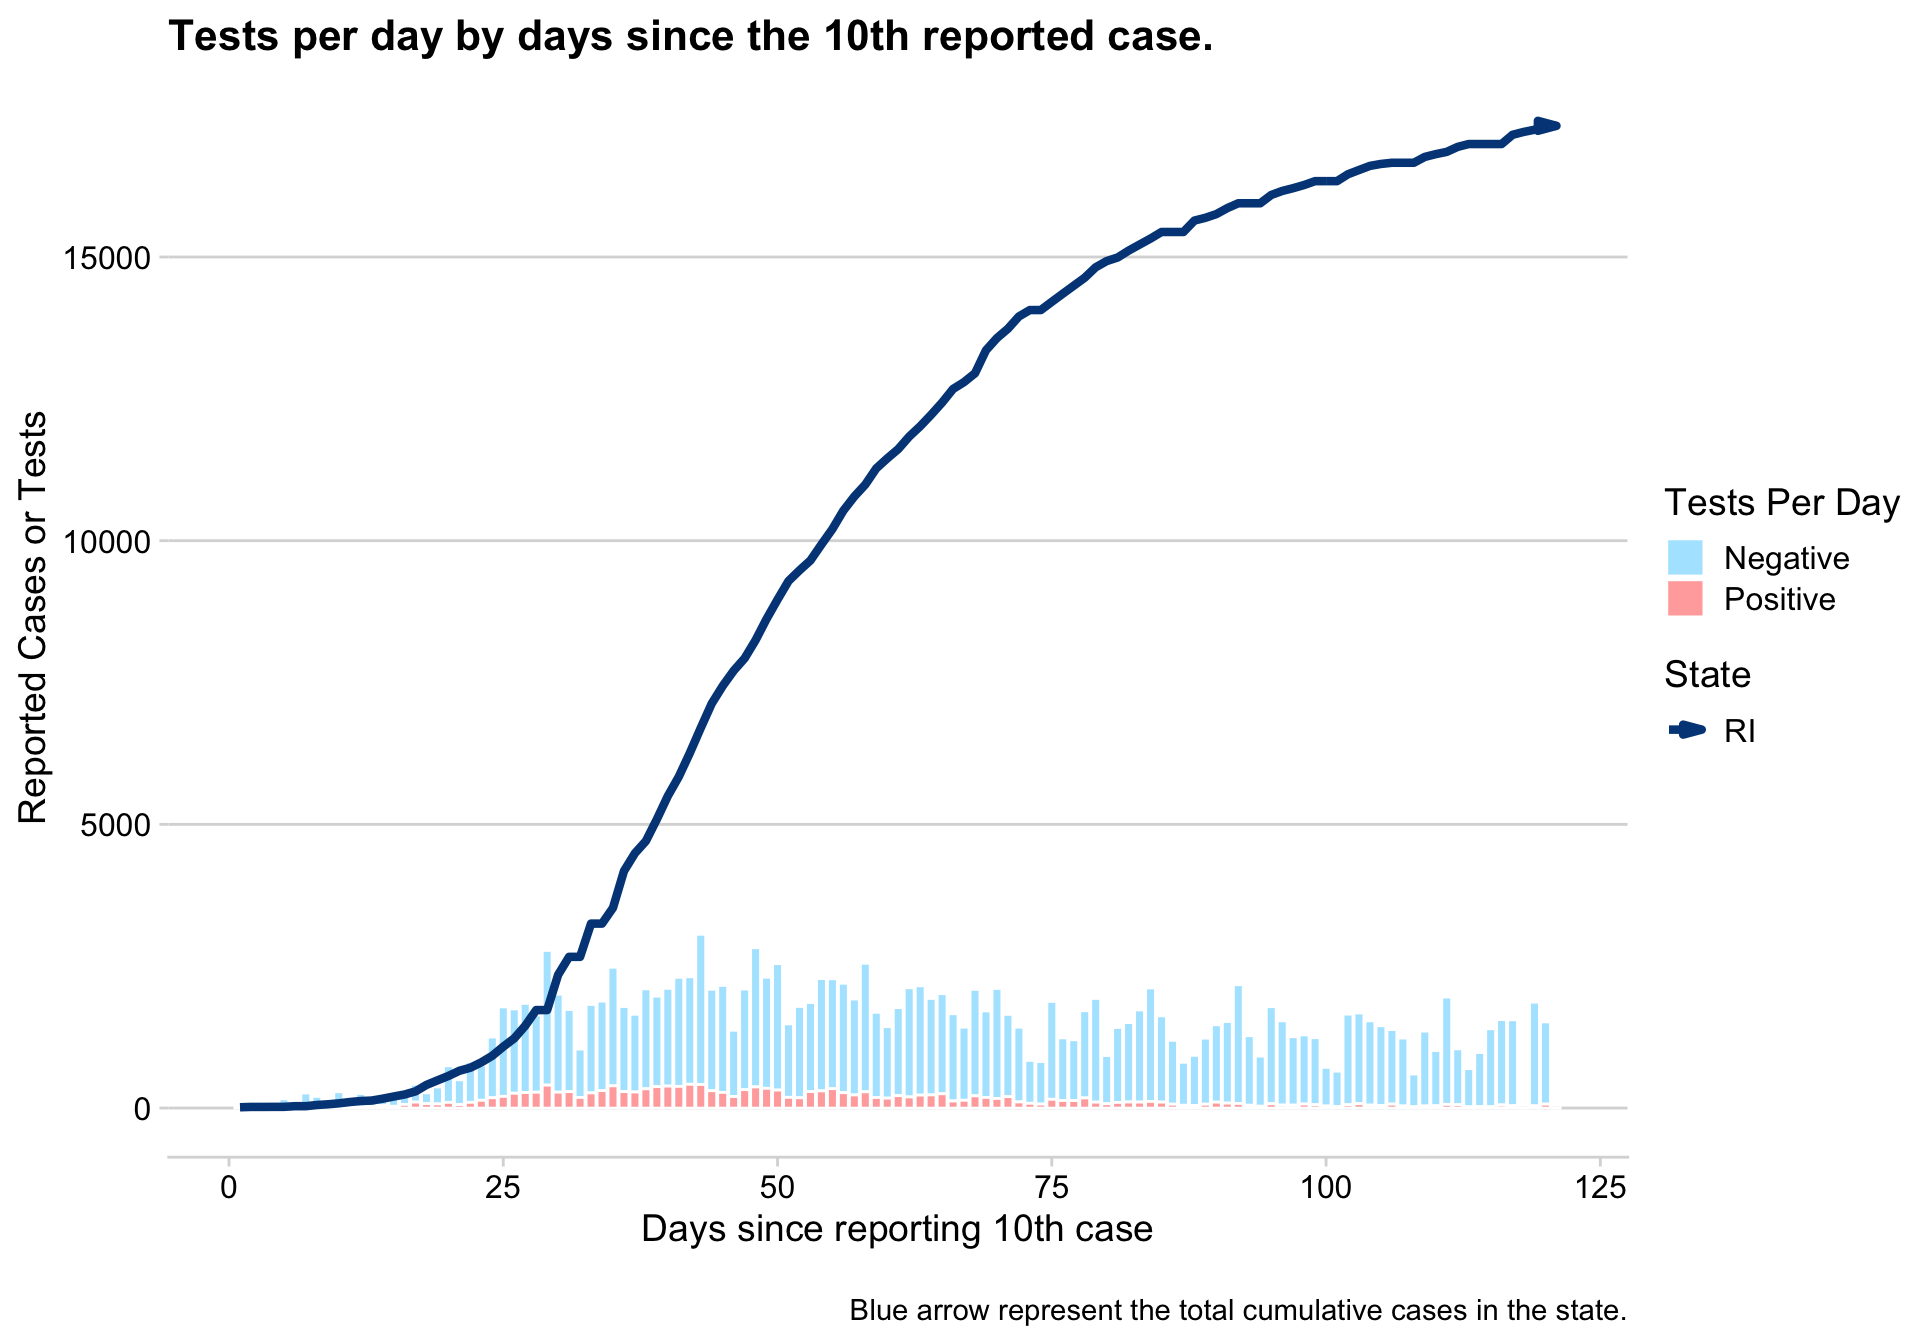 Tests per day by days since the 10th reported case.
15000
10000
5000
0
Reported Cases or Tests
0 25 50 75 100 125
Days since reporting 10th case
Tests Per Day
Negative
Positive
State
RI
Blue arrow represent the total cumulative cases in the state.